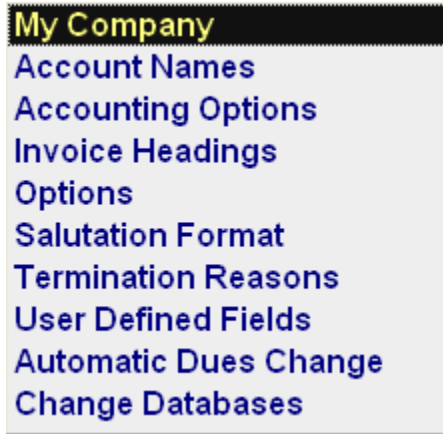 My Company
Account Names
Accounting Options
Invoice Headings
Options
Salutation Format
Termination Reasons
User Defined Fields
Automatic Dues Change
Change Databases